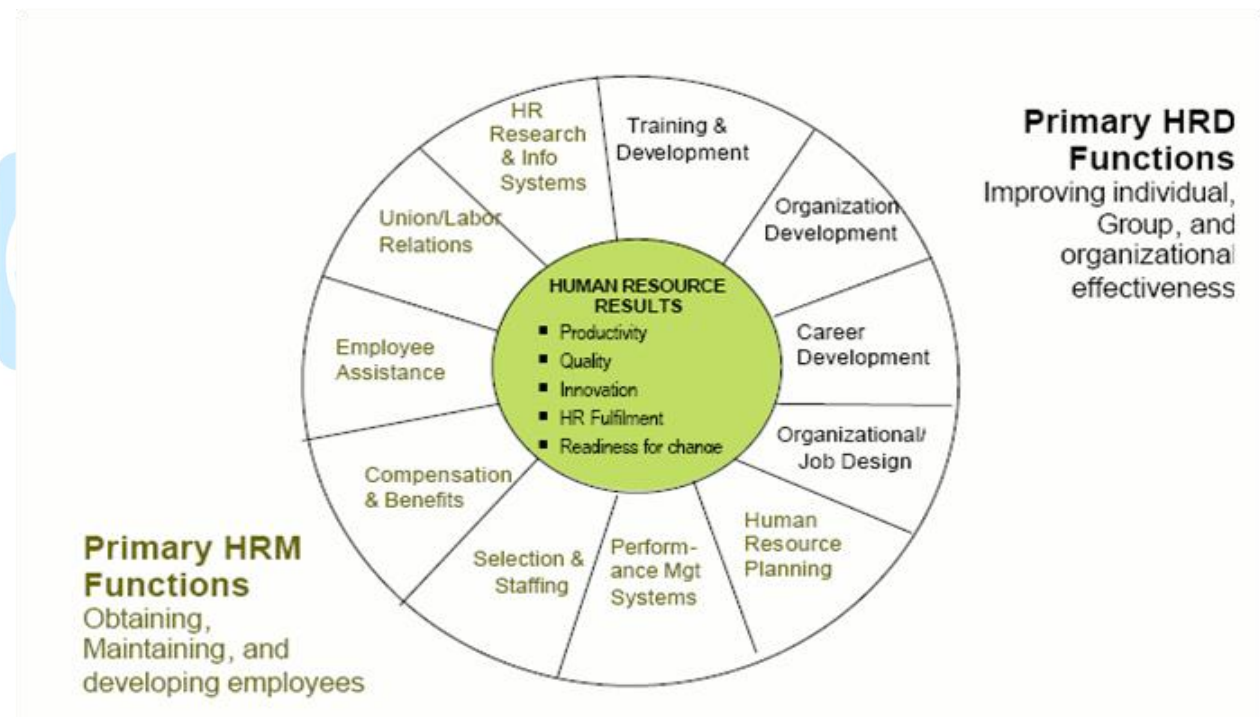 HR
Research
& Info
Systems
Training &
Development
Organization
Development
Career
Development
Organizational/
Job Design
Human
Resource
Planning
Perform-
ance Mgt
Systems
Selection &
Staffing
Compensation
& Benefits
Employee
Assistance
Union/Labor
Relations
HUMAN RESOURCE
RESULTS
▪ Productivity
▪ Quality
▪ Innovation
▪ HR Fulfilment
▪ Readiness for change
Primary HRD
Functions
Improving individual,
Group, and
organizational
effectiveness
Primary HRM
Functions
Obtaining,
Maintaining, and
developing employees